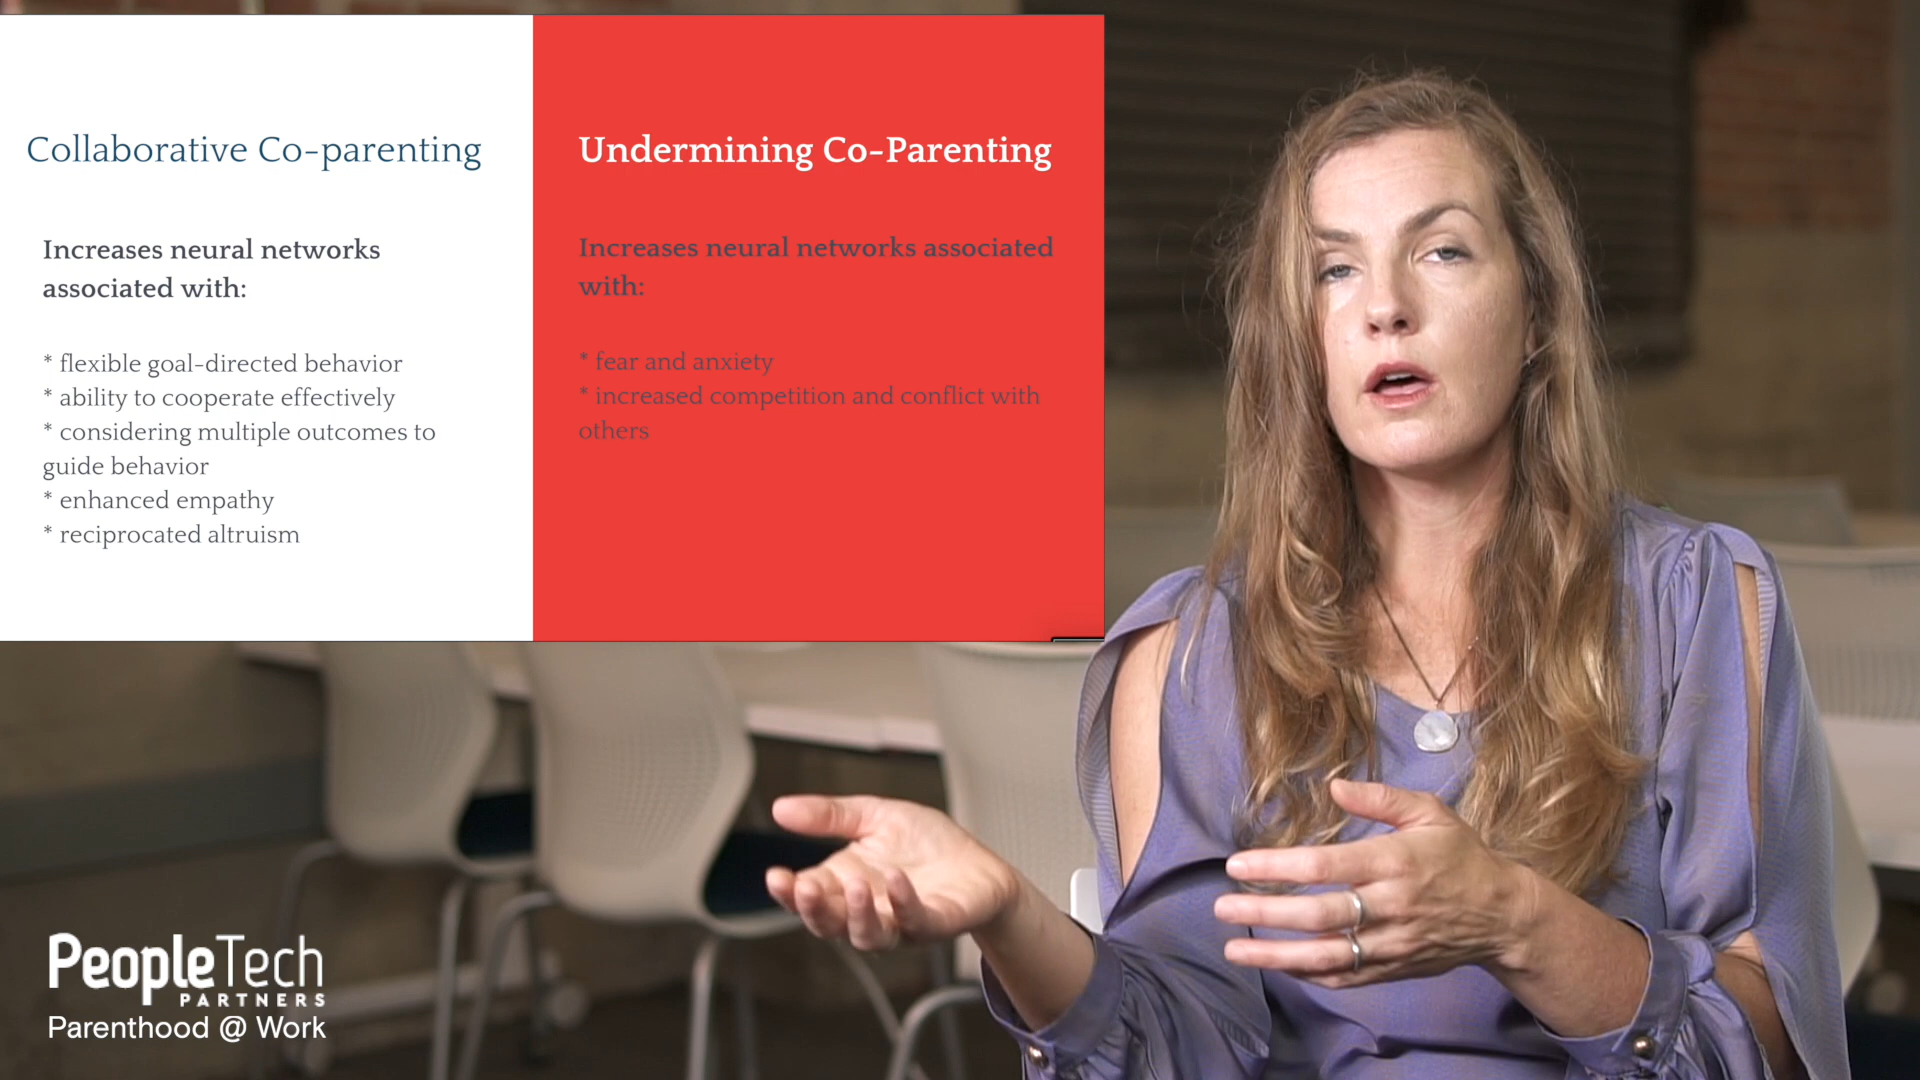 Collaborative Co-parenting
Increases neural networks
associated with:
* flexible goal-directed behavior
* ability to cooperate effectively
* considering multiple outcomes to
guide behavior
* enhanced empathy
* reciprocated altruism
Undermining Co-Parenting
Increases neural networks associated
with:
* fear and anxiety
* increased competition and conflict with
others
PeopleTech
PARTNERS
Parenthood @ Work